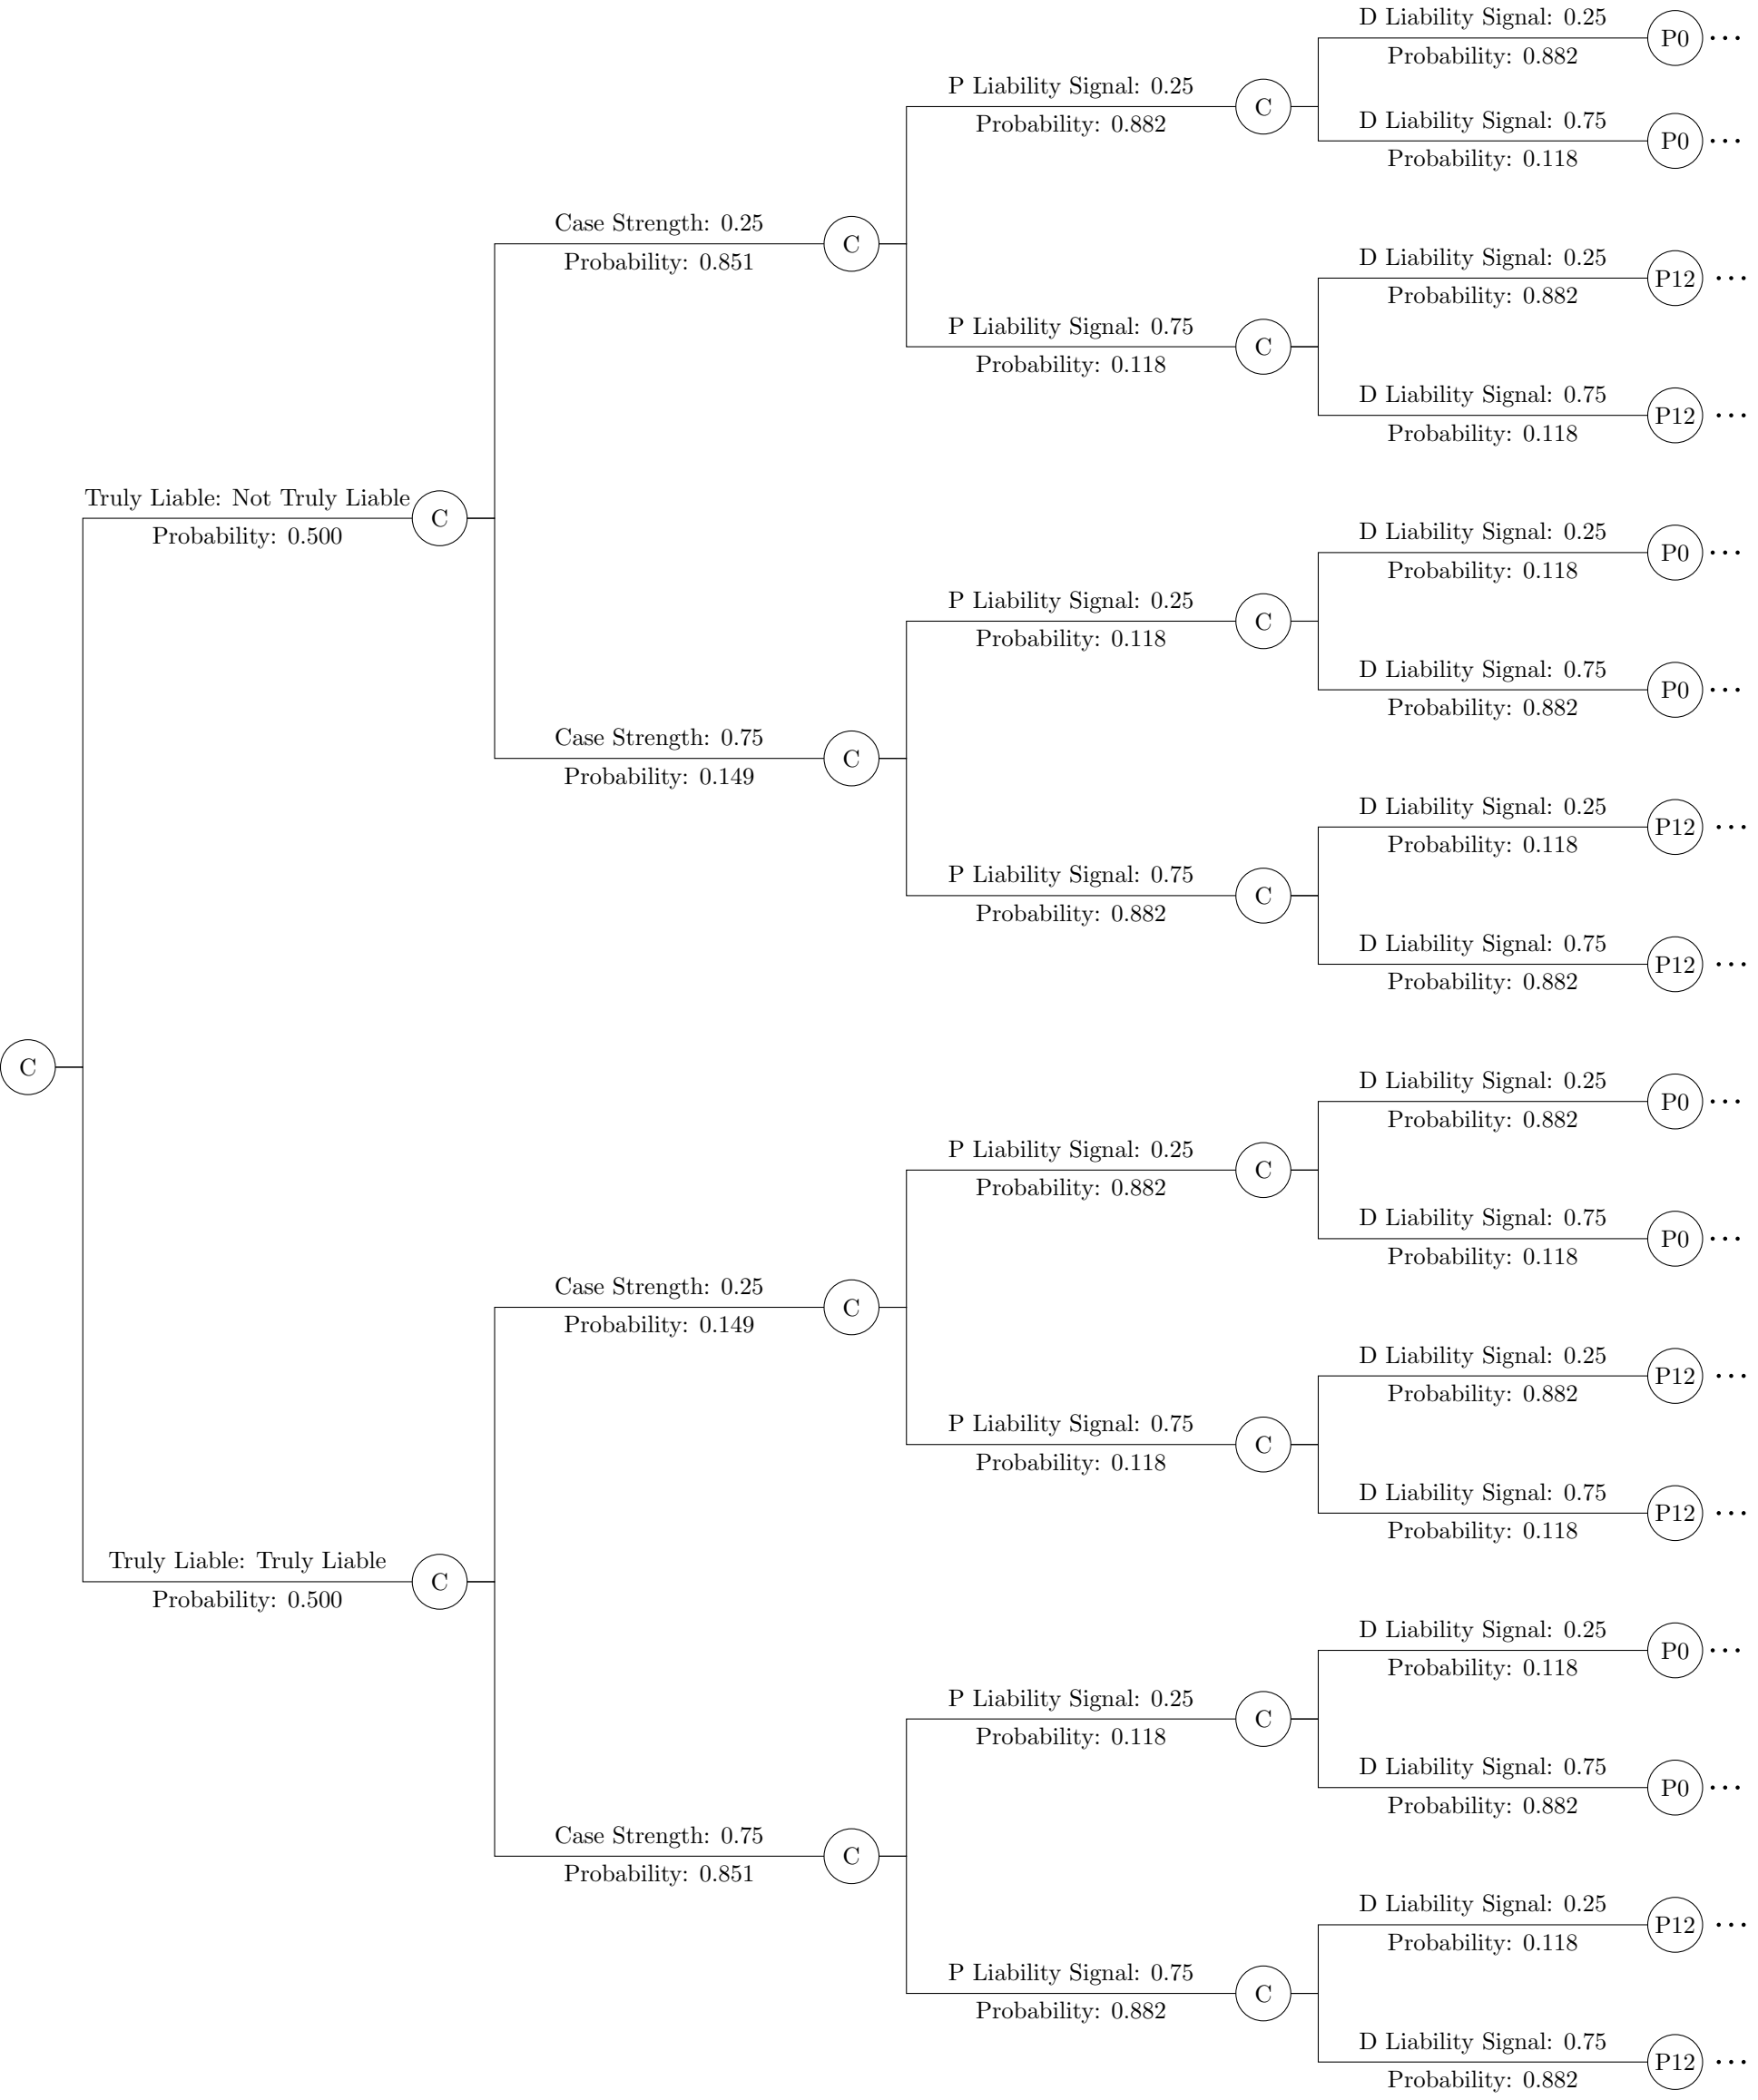 D Liability Signal: 0.25
P0 ...
Probability: 0.882
P Liability Signal: 0.25
C
Probability: 0.882
D Liability Signal: 0.75
P0 ...
Probability: 0.118
Case Strength: 0.25
C
Probability: 0.851
D Liability Signal: 0.25
P12 ...
Probability: 0.882
P Liability Signal: 0.75
C
Probability: 0.118
D Liability Signal: 0.75
P12 ...
Probability: 0.118
Truly Liable: Not Truly Liable
C
Probability: 0.500
D Liability Signal: 0.25
P0 ...
Probability: 0.118
P Liability Signal: 0.25
C
Probability: 0.118
D Liability Signal: 0.75
P0 ...
Probability: 0.882
Case Strength: 0.75
C
Probability: 0.149
D Liability Signal: 0.25
P12 ...
Probability: 0.118
P Liability Signal: 0.75
C
Probability: 0.882
D Liability Signal: 0.75
P12 ...
Probability: 0.882
C
D Liability Signal: 0.25
P0 ...
Probability: 0.882
P Liability Signal: 0.25
C
Probability: 0.882
D Liability Signal: 0.75
P0 ...
Probability: 0.118
Case Strength: 0.25
C
Probability: 0.149
D Liability Signal: 0.25
P12 ...
Probability: 0.882
P Liability Signal: 0.75
C
Probability: 0.118
D Liability Signal: 0.75
P12 ...
Probability: 0.118
Truly Liable: Truly Liable
C
Probability: 0.500
D Liability Signal: 0.25
P0 ...
Probability: 0.118
P Liability Signal: 0.25
C
Probability: 0.118
D Liability Signal: 0.75
P0 ...
Probability: 0.882
Case Strength: 0.75
C
Probability: 0.851
D Liability Signal: 0.25
P12 ...
Probability: 0.118
P Liability Signal: 0.75
C
Probability: 0.882
D Liability Signal: 0.75
P12 ...
Probability: 0.882